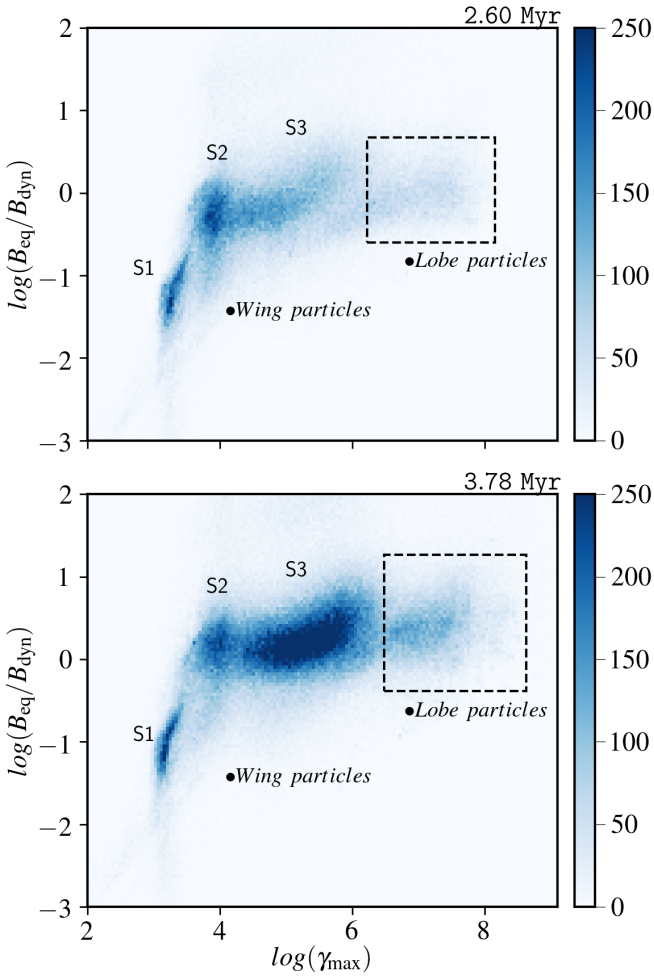 2.60 Myr
2
250
1
S3
200
S2
0
150
S1
−1
100
●Lobe particles
●Wing particles
−2
50
−3
0
log(B_eq/B_dyn)
3.78 Myr
2
250
1
S3
S2
200
0
150
●Lobe particles
S1
−1
100
●Wing particles
−2
50
−3
0
log(B_eq/B_dyn)
2 4 6 8
log(γ_max)